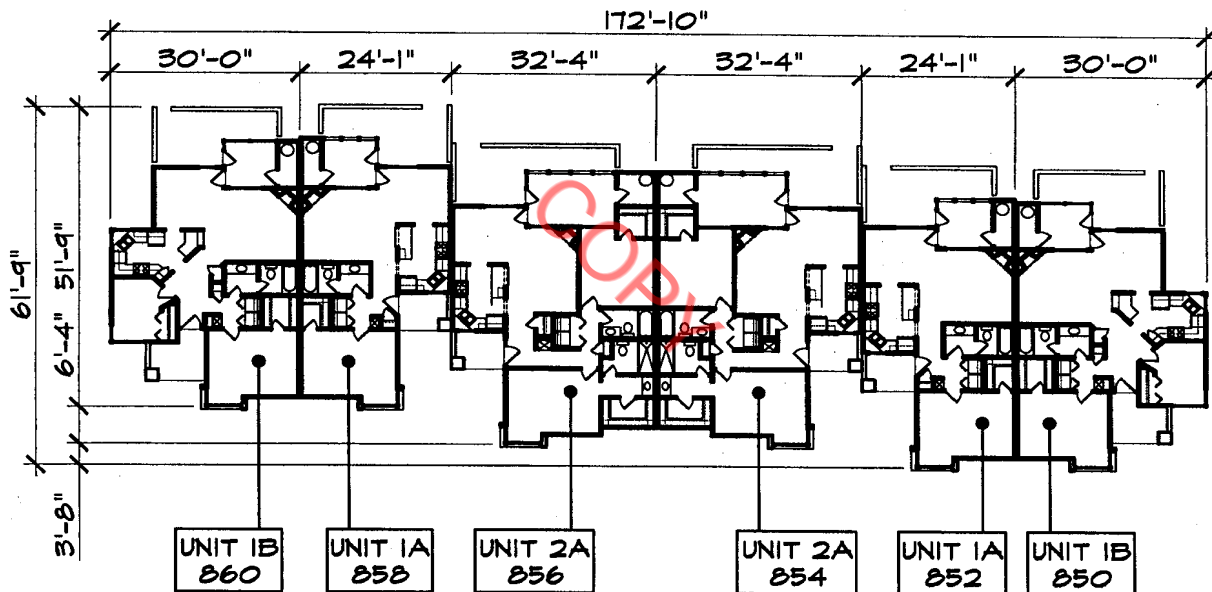 172'-10"
30'-0"
24'-1"
32'-4"
32'-4"
24'-1"
30'-0"
61'-9"
51'-9"
6'-4"
3'-8"
COPY
UNIT 1B
860
UNIT 1A
858
UNIT 2A
856
UNIT 2A
854
UNIT 1A
852
UNIT 1B
850